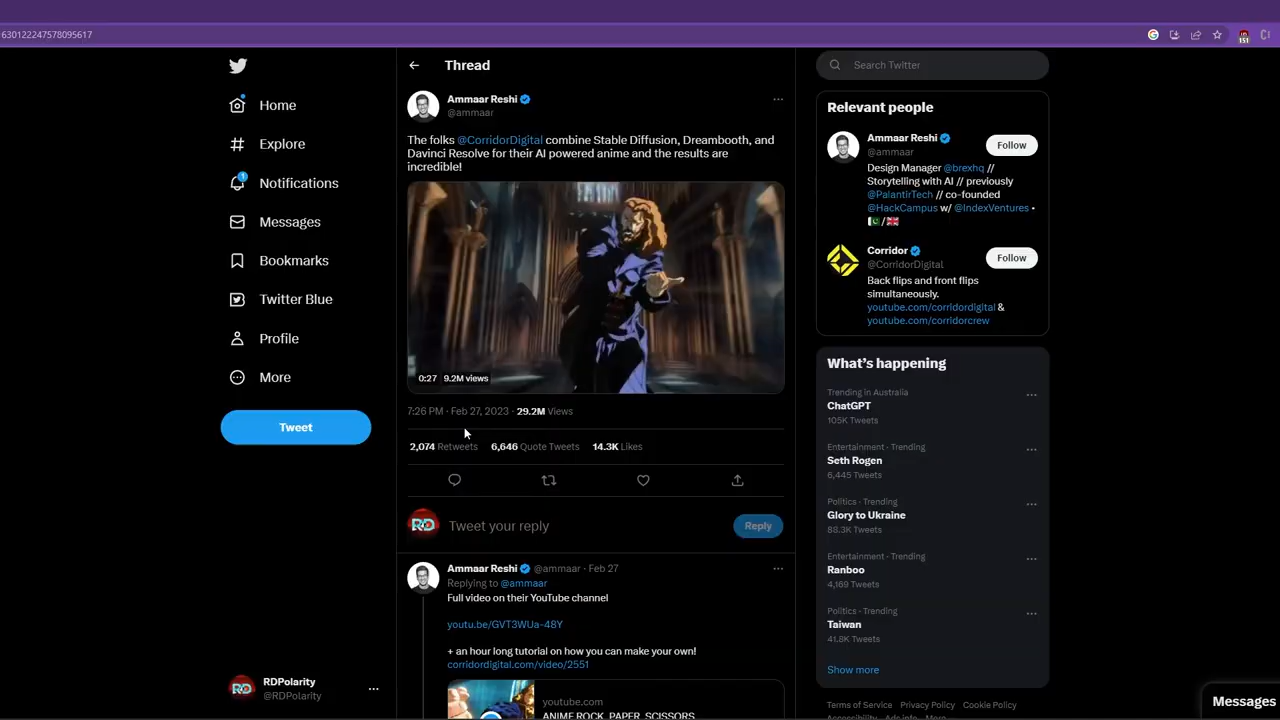 630122247578095617
151
Home
Explore
Notifications
1
Messages
Bookmarks
Twitter Blue
Profile
More
Tweet
RDPolarity
@RDPolarity
Thread
Ammaar Reshi
@ammaar
The folks @CorridorDigital combine Stable Diffusion, Dreambooth, and
Davinci Resolve for their AI powered anime and the results are
incredible!
0:27 9.2M views
7:26 PM · Feb 27, 2023 · 29.2M Views
2,074 Retweets 6,646 Quote Tweets 14.3K Likes
RD Tweet your reply
Reply
Ammaar Reshi @ammaar · Feb 27
Replying to @ammaar
Full video on their YouTube channel
youtu.be/GVT3WUa-48Y
+ an hour long tutorial on how you can make your own!
corridordigital.com/video/2551
youtube.com
ANIME ROCK, PAPER, SCISSORS
Search Twitter
Relevant people
Ammaar Reshi
@ammaar
Follow
Design Manager @brexhq //
Storytelling with AI // previously
@PalantirTech // co-founded
@HackCampus w/ @IndexVentures •
/
Corridor
@CorridorDigital
Follow
Back flips and front flips
simultaneously.
youtube.com/corridordigital &
youtube.com/corridorcrew
What's happening
Trending in Australia
ChatGPT
105K Tweets
Entertainment · Trending
Seth Rogen
6,445 Tweets
Politics · Trending
Glory to Ukraine
88.3K Tweets
Entertainment · Trending
Ranboo
4,169 Tweets
Politics · Trending
Taiwan
41.8K Tweets
Show more
Terms of Service Privacy Policy Cookie Policy
Messages
RD